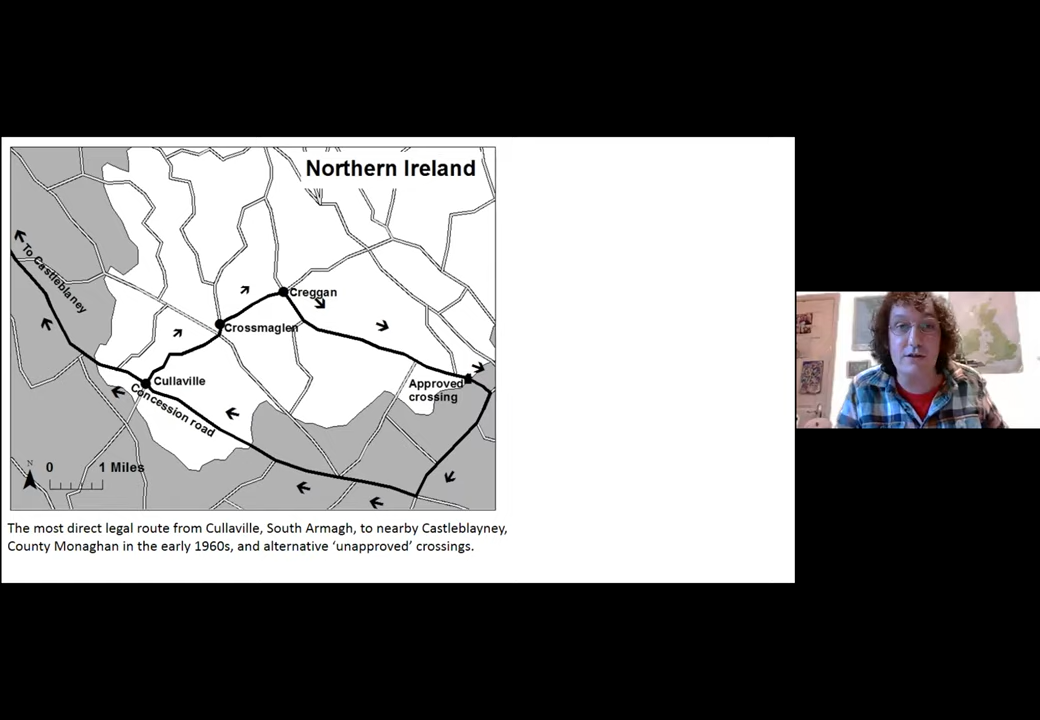 Northern Ireland
To Castleblaney
Creggan
Crossmaglen
Cullaville
Approved
crossing
Concession road
N
0 1 Miles
The most direct legal route from Cullaville, South Armagh, to nearby Castleblayney,
County Monaghan in the early 1960s, and alternative ‘unapproved’ crossings.